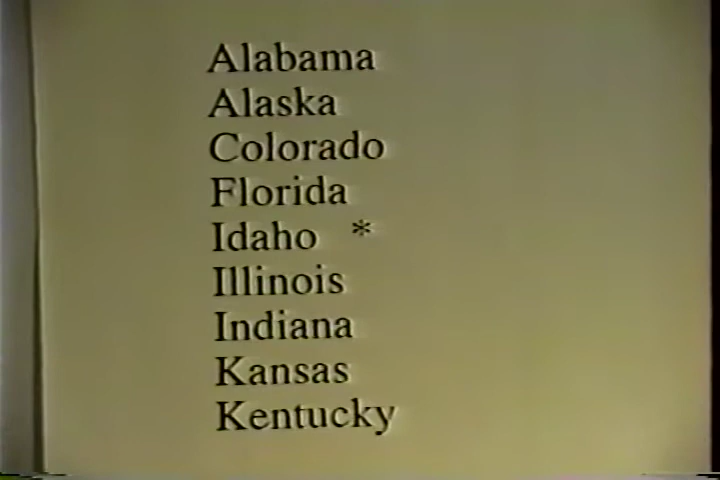 Alabama
Alaska
Colorado
Florida
Idaho *
Illinois
Indiana
Kansas
Kentucky